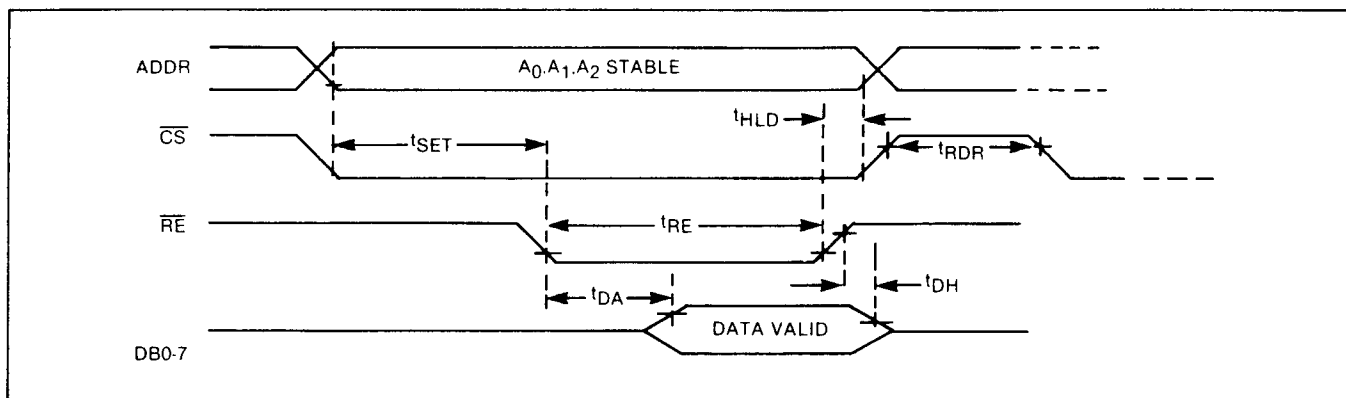 ADDR
A0,A1,A2 STABLE
tHLD
CS
tSET
tRDR
RE
tRE
tDA
tDH
DATA VALID
DB0-7